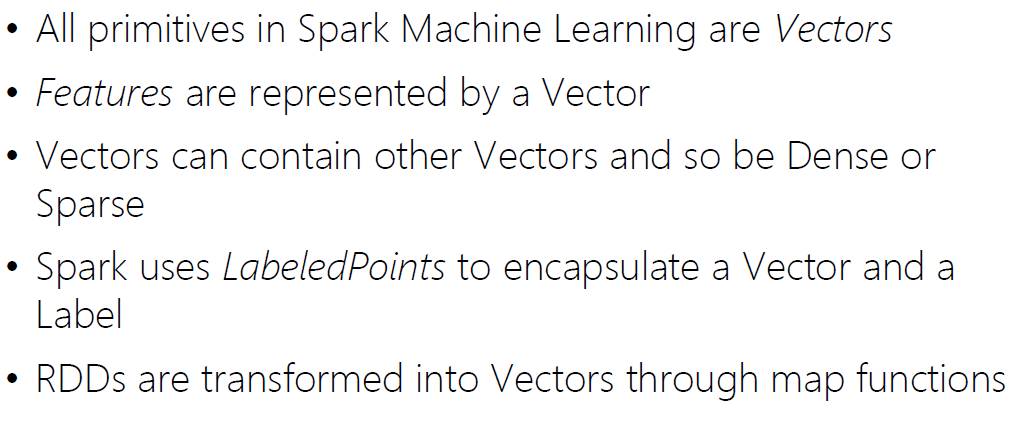 • All primitives in Spark Machine Learning are Vectors
• Features are represented by a Vector
• Vectors can contain other Vectors and so be Dense or
Sparse
• Spark uses LabeledPoints to encapsulate a Vector and a
Label
• RDDs are transformed into Vectors through map functions